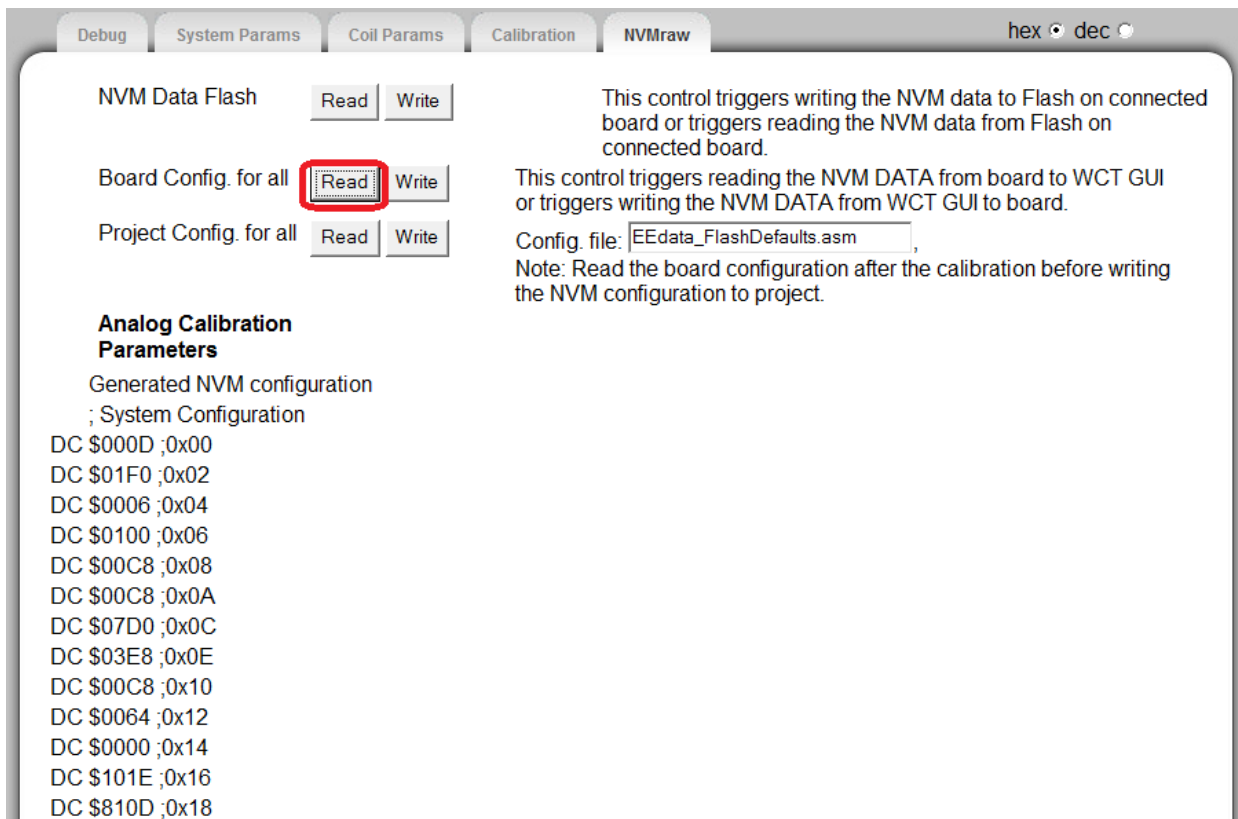 Debug System Params Coil Params Calibration NVMraw hex dec
NVM Data Flash Read Write
This control triggers writing the NVM data to Flash on connected
board or triggers reading the NVM data from Flash on
connected board.
Board Config. for all Read Write
This control triggers reading the NVM DATA from board to WCT GUI
or triggers writing the NVM DATA from WCT GUI to board.
Project Config. for all Read Write
Config. file: EEdata_FlashDefaults.asm ,
Note: Read the board configuration after the calibration before writing
the NVM configuration to project.
Analog Calibration
Parameters
Generated NVM configuration
; System Configuration
DC $000D ;0x00
DC $01F0 ;0x02
DC $0006 ;0x04
DC $0100 ;0x06
DC $00C8 ;0x08
DC $00C8 ;0x0A
DC $07D0 ;0x0C
DC $03E8 ;0x0E
DC $00C8 ;0x10
DC $0064 ;0x12
DC $0000 ;0x14
DC $101E ;0x16
DC $810D ;0x18